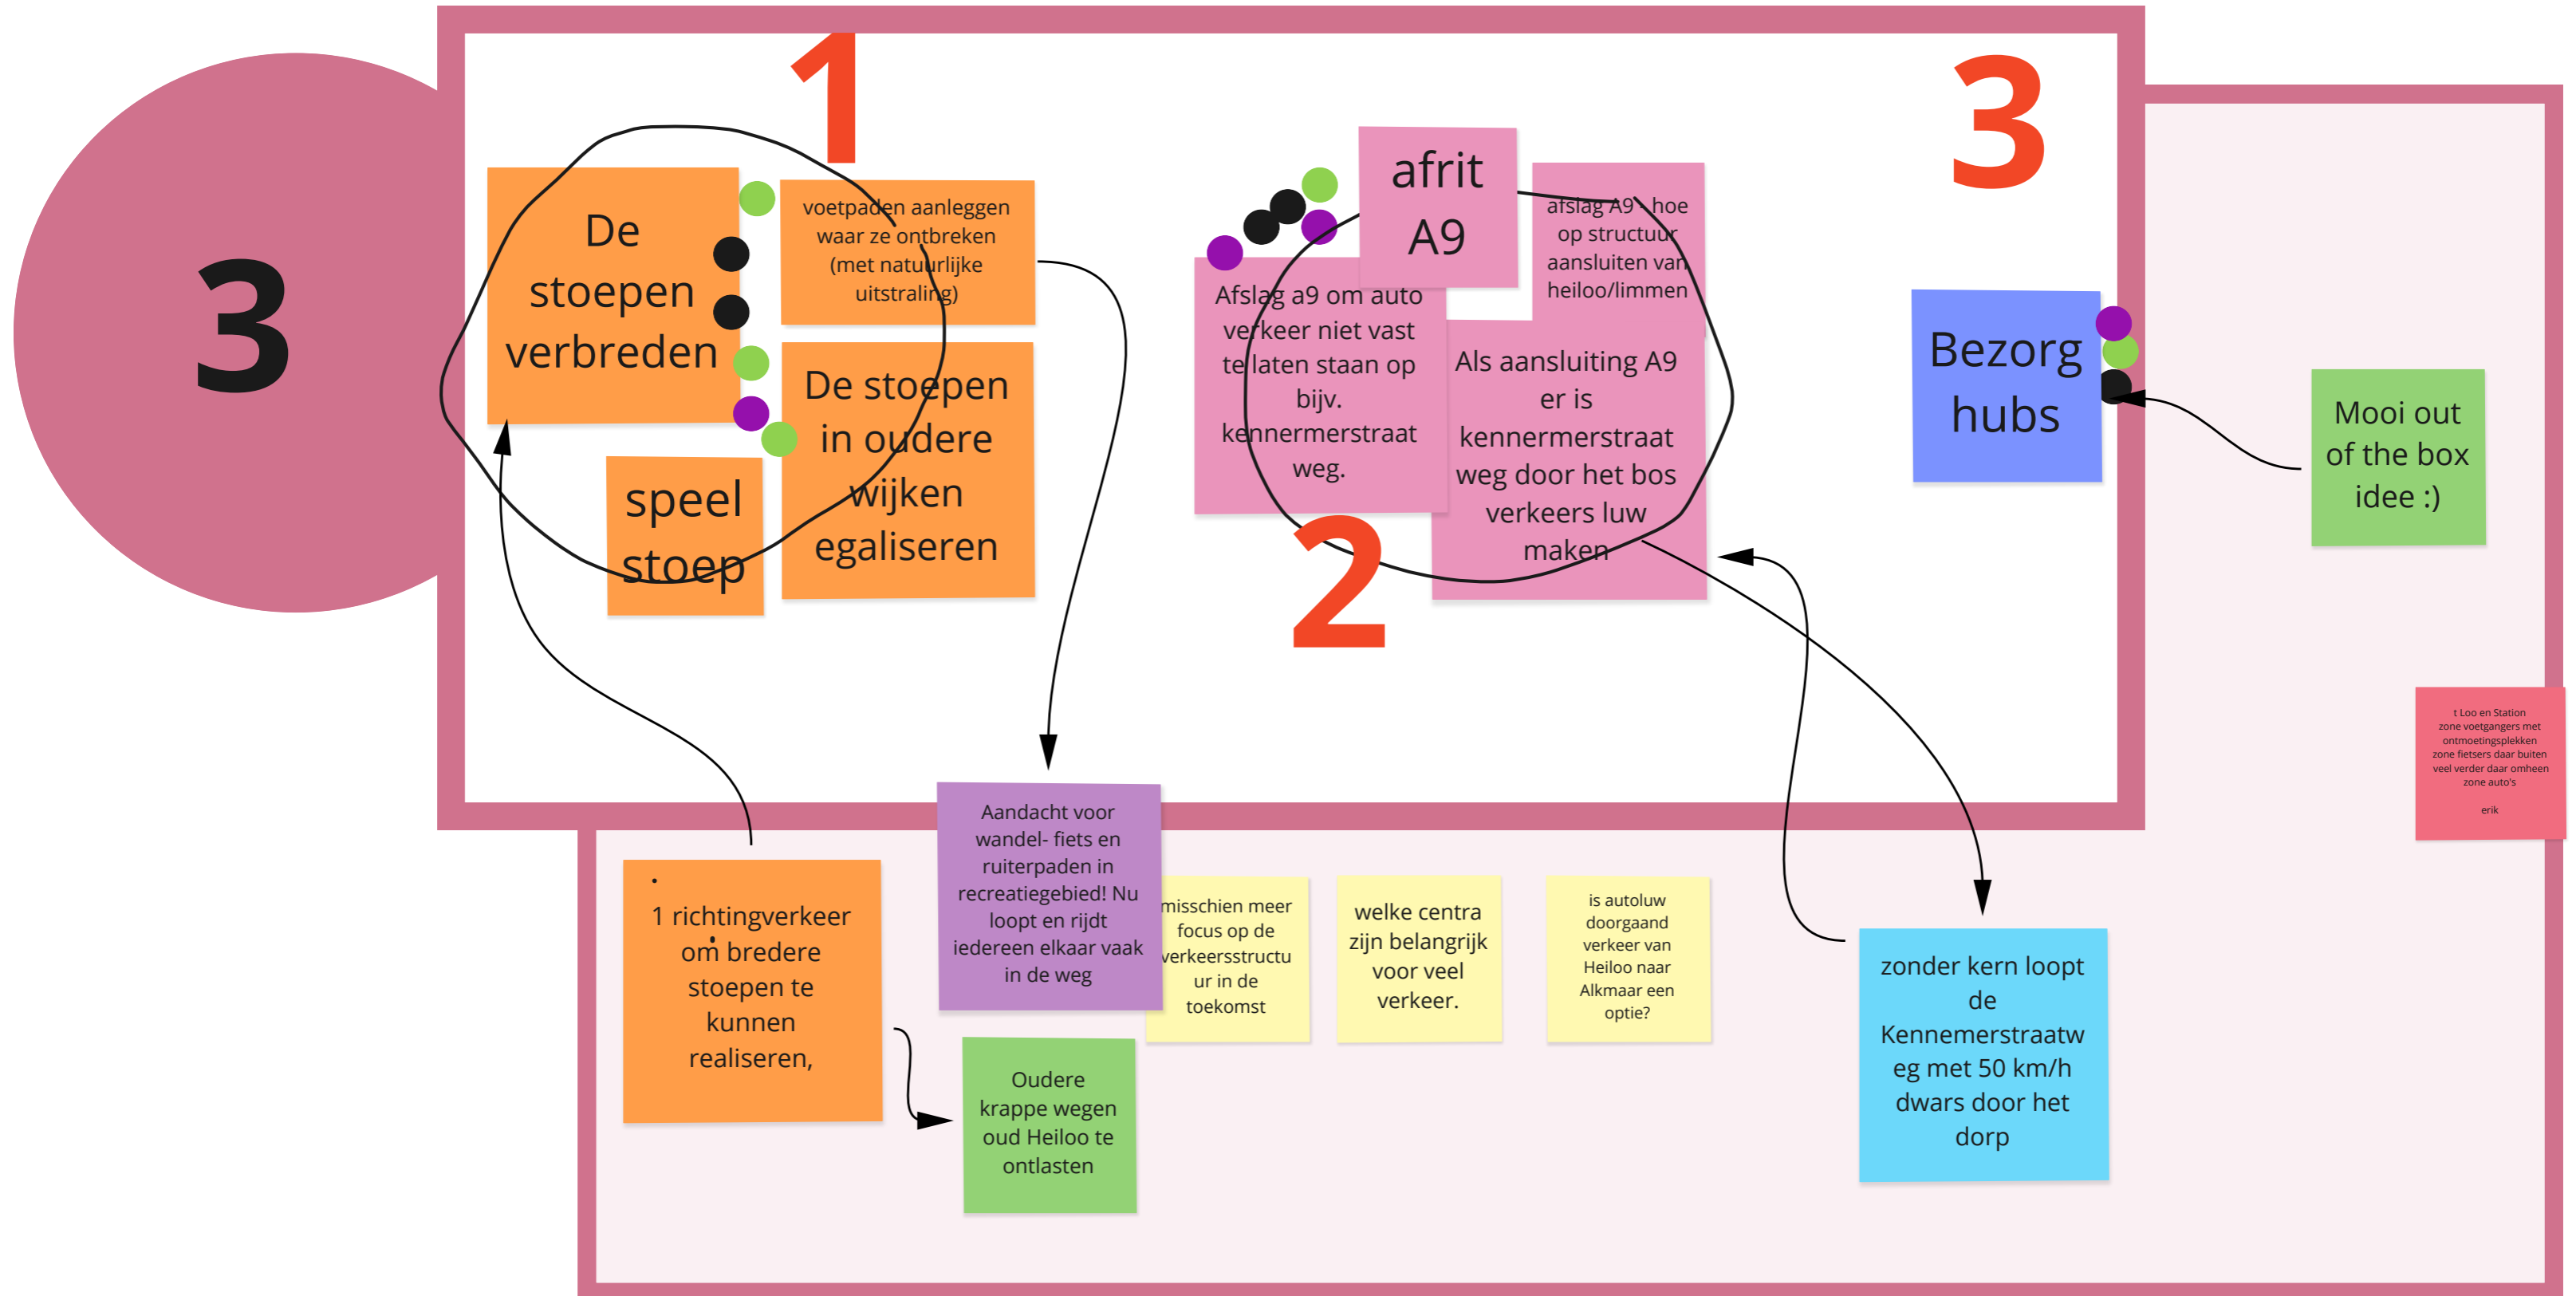 3
1
De
stoepen
verbreden
voetpaden aanleggen
waar ze ontbreken
(met natuurlijke
uitstraling)
De stoepen
in oudere
wijken
egaliseren
speel
stoep
2
afrit
A9
afslag A9 - hoe
op structuur
aansluiten van
heiloo/limmen
Afslag a9 om auto
verkeer niet vast
te laten staan op
bijv.
kennermerstraat
weg.
Als aansluiting A9
er is
kennermerstraat
weg door het bos
verkeers luw
maken
3
Bezorg
hubs
Mooi out
of the box
idee :)
t Loo en Station
zone voetgangers met
ontmoetingsplekken
zone fietsers daar buiten
veel verder daar omheen
zone auto's
erik
1 richtingverkeer
om bredere
stoepen te
kunnen
realiseren,
Aandacht voor
wandel- fiets en
ruiterpaden in
recreatiegebied! Nu
loopt en rijdt
iedereen elkaar vaak
in de weg
Oudere
krappe wegen
oud Heiloo te
ontlasten
misschien meer
focus op de
verkeersstructu
ur in de
toekomst
welke centra
zijn belangrijk
voor veel
verkeer.
is autoluw
doorgaand
verkeer van
Heiloo naar
Alkmaar een
optie?
zonder kern loopt
de
Kennemerstraatw
eg met 50 km/h
dwars door het
dorp